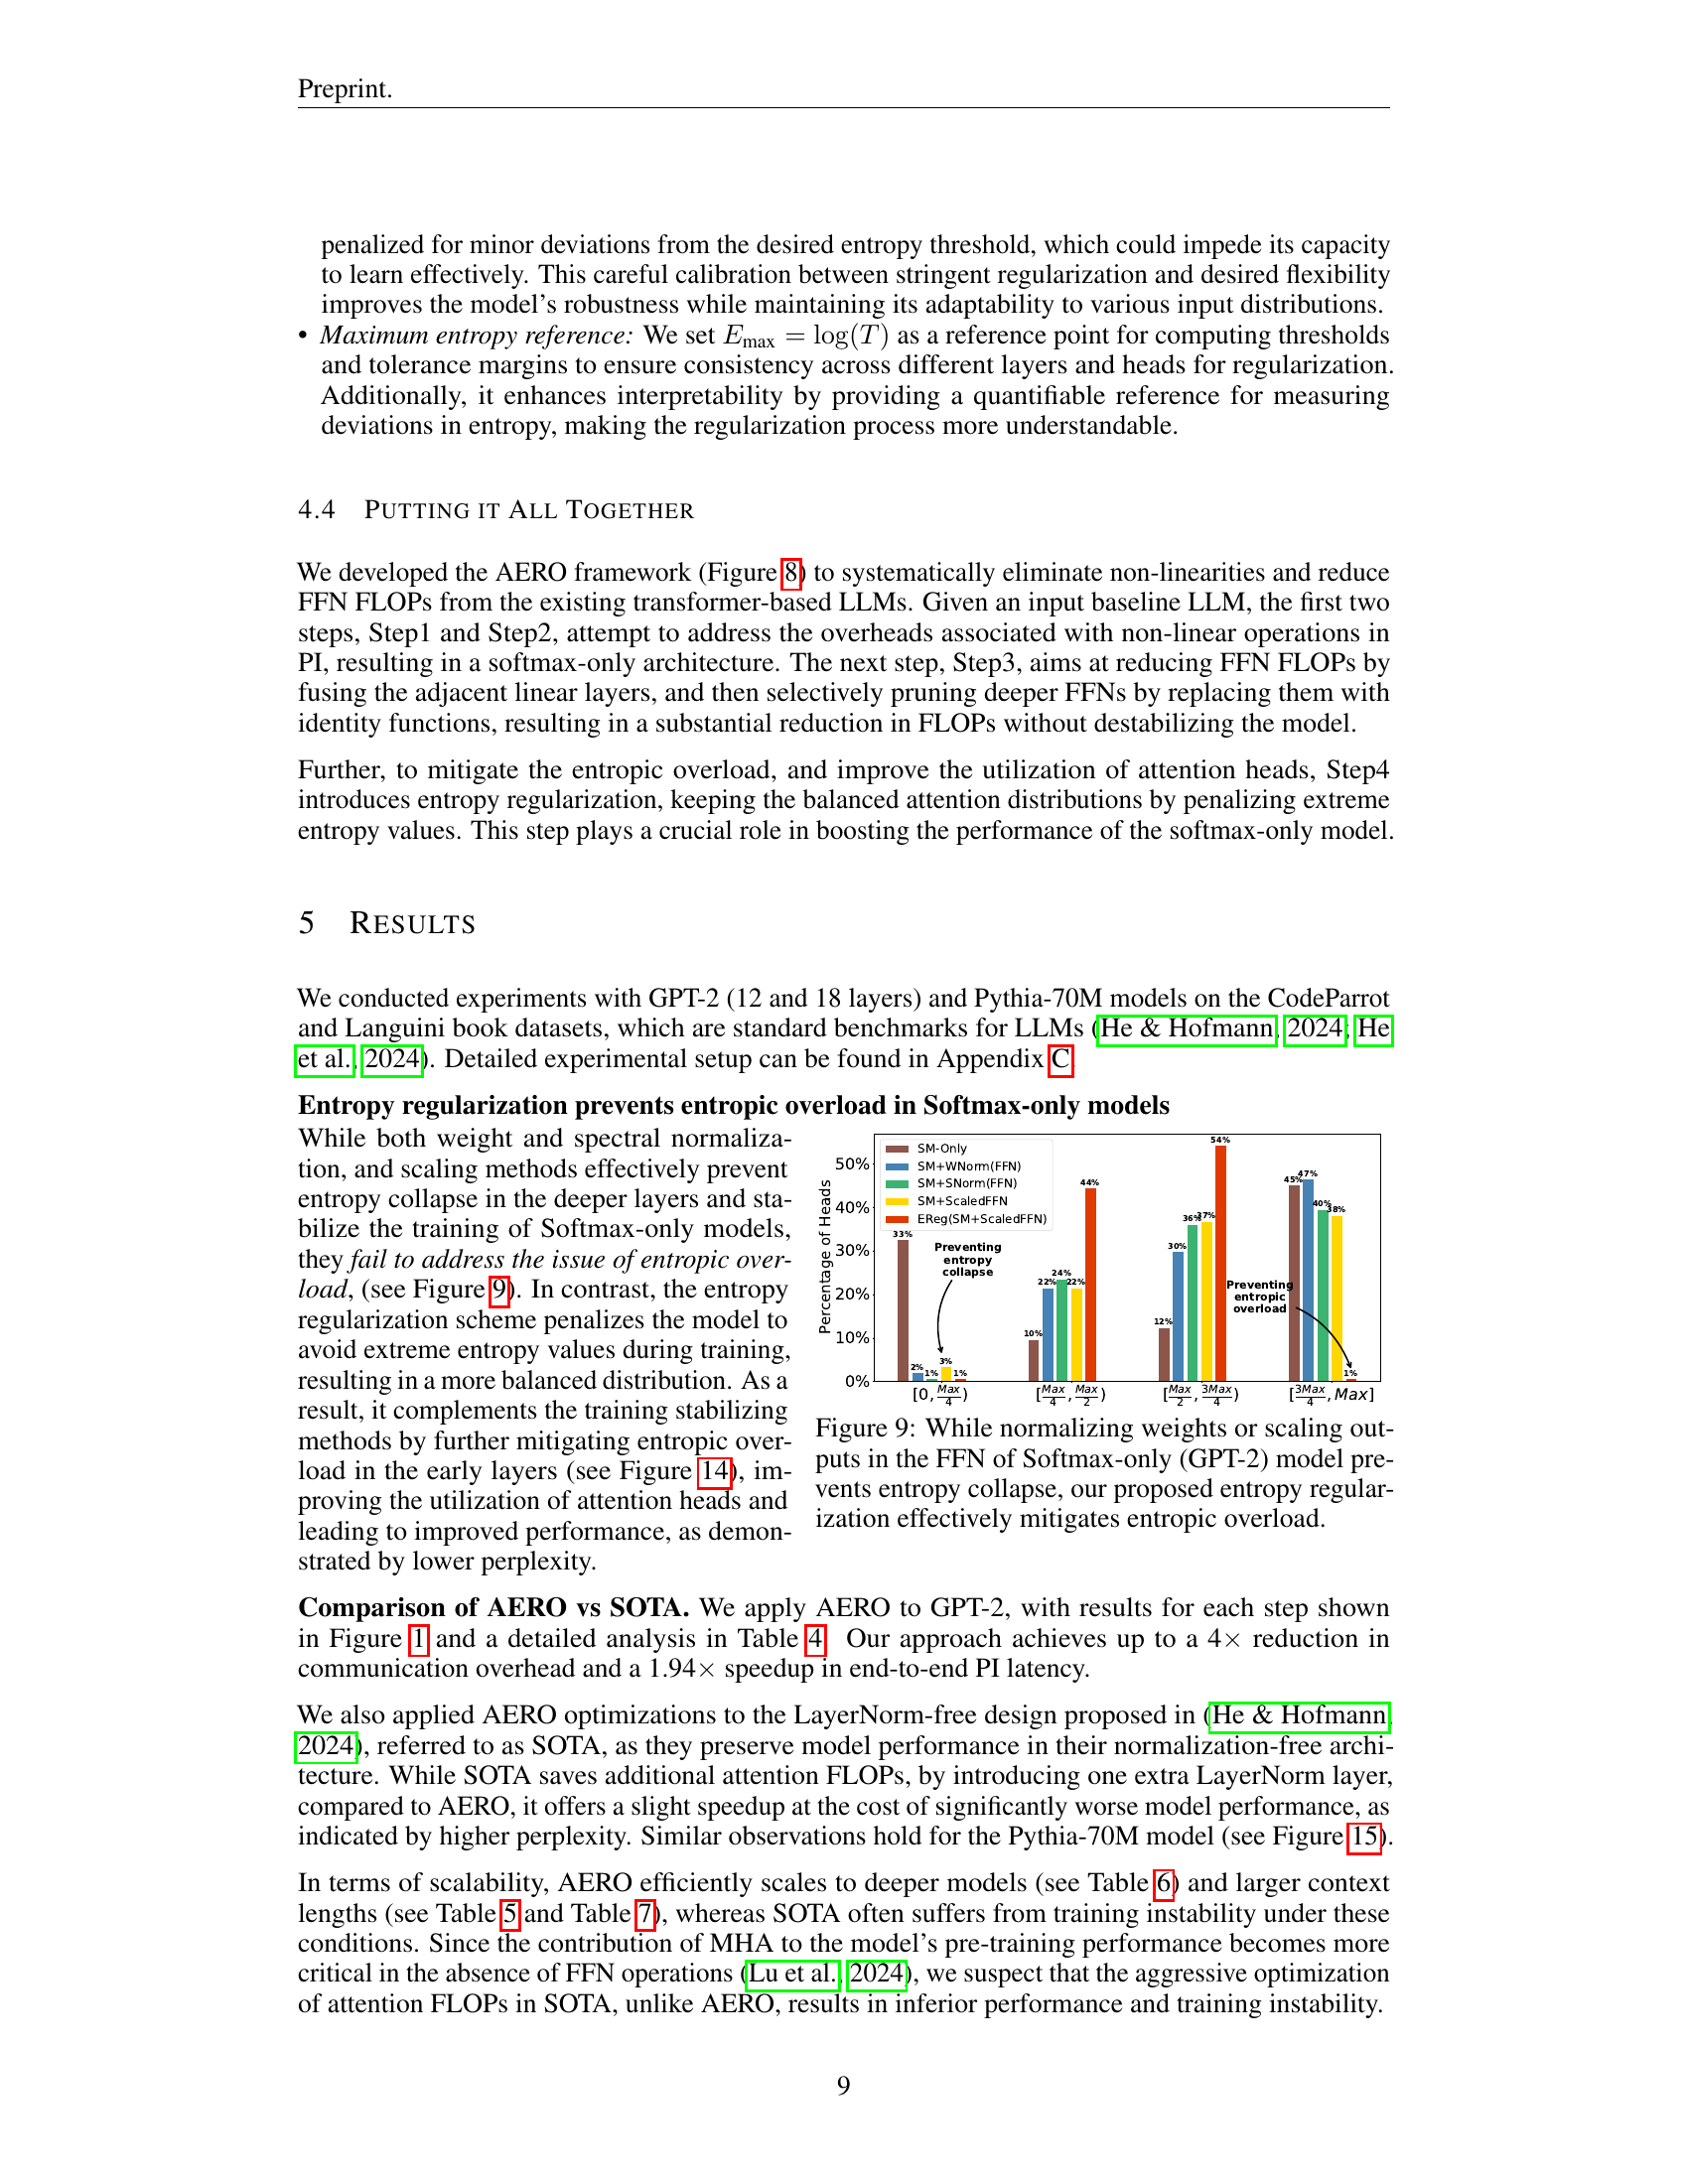 Preprint.
penalized for minor deviations from the desired entropy threshold, which could impede its capacity
to learn effectively. This careful calibration between stringent regularization and desired flexibility
improves the model's robustness while maintaining its adaptability to various input distributions.
• Maximum entropy reference: We set E_max = log(T) as a reference point for computing thresholds
and tolerance margins to ensure consistency across different layers and heads for regularization.
Additionally, it enhances interpretability by providing a quantifiable reference for measuring
deviations in entropy, making the regularization process more understandable.
4.4 PUTTING IT ALL TOGETHER
We developed the AERO framework (Figure 8) to systematically eliminate non-linearities and reduce
FFN FLOPs from the existing transformer-based LLMs. Given an input baseline LLM, the first two
steps, Step1 and Step2, attempt to address the overheads associated with non-linear operations in
PI, resulting in a softmax-only architecture. The next step, Step3, aims at reducing FFN FLOPs by
fusing the adjacent linear layers, and then selectively pruning deeper FFNs by replacing them with
identity functions, resulting in a substantial reduction in FLOPs without destabilizing the model.
Further, to mitigate the entropic overload, and improve the utilization of attention heads, Step4
introduces entropy regularization, keeping the balanced attention distributions by penalizing extreme
entropy values. This step plays a crucial role in boosting the performance of the softmax-only model.
5 RESULTS
We conducted experiments with GPT-2 (12 and 18 layers) and Pythia-70M models on the CodeParrot
and Languini book datasets, which are standard benchmarks for LLMs (He & Hofmann, 2024; He
et al., 2024). Detailed experimental setup can be found in Appendix C
Entropy regularization prevents entropic overload in Softmax-only models
While both weight and spectral normaliza-
tion, and scaling methods effectively prevent
entropy collapse in the deeper layers and sta-
bilize the training of Softmax-only models,
they fail to address the issue of entropic over-
load, (see Figure 9). In contrast, the entropy
regularization scheme penalizes the model to
avoid extreme entropy values during training,
resulting in a more balanced distribution. As a
result, it complements the training stabilizing
methods by further mitigating entropic over-
load in the early layers (see Figure 14), im-
proving the utilization of attention heads and
leading to improved performance, as demon-
strated by lower perplexity.
Percentage of Heads
50%
40%
30%
20%
10%
0%
SM-Only
SM+WNorm(FFN)
SM+SNorm(FFN)
SM+ScaledFFN
EReg(SM+ScaledFFN)
33%
2%
1%
3%
1%
Preventing
entropy
collapse
10%
22%
24%
22%
44%
12%
30%
36%
37%
54%
Preventing
entropic
overload
45%
47%
40%
38%
1%
[0, Max/4)
[Max/4, Max/2)
[Max/2, 3Max/4)
[3Max/4, Max]
Figure 9: While normalizing weights or scaling out-
puts in the FFN of Softmax-only (GPT-2) model pre-
vents entropy collapse, our proposed entropy regular-
ization effectively mitigates entropic overload.
Comparison of AERO vs SOTA. We apply AERO to GPT-2, with results for each step shown
in Figure 1 and a detailed analysis in Table 4. Our approach achieves up to a 4× reduction in
communication overhead and a 1.94× speedup in end-to-end PI latency.
We also applied AERO optimizations to the LayerNorm-free design proposed in (He & Hofmann,
2024), referred to as SOTA, as they preserve model performance in their normalization-free archi-
tecture. While SOTA saves additional attention FLOPs, by introducing one extra LayerNorm layer,
compared to AERO, it offers a slight speedup at the cost of significantly worse model performance, as
indicated by higher perplexity. Similar observations hold for the Pythia-70M model (see Figure 15).
In terms of scalability, AERO efficiently scales to deeper models (see Table 6) and larger context
lengths (see Table 5 and Table 7), whereas SOTA often suffers from training instability under these
conditions. Since the contribution of MHA to the model's pre-training performance becomes more
critical in the absence of FFN operations (Lu et al., 2024), we suspect that the aggressive optimization
of attention FLOPs in SOTA, unlike AERO, results in inferior performance and training instability.
9